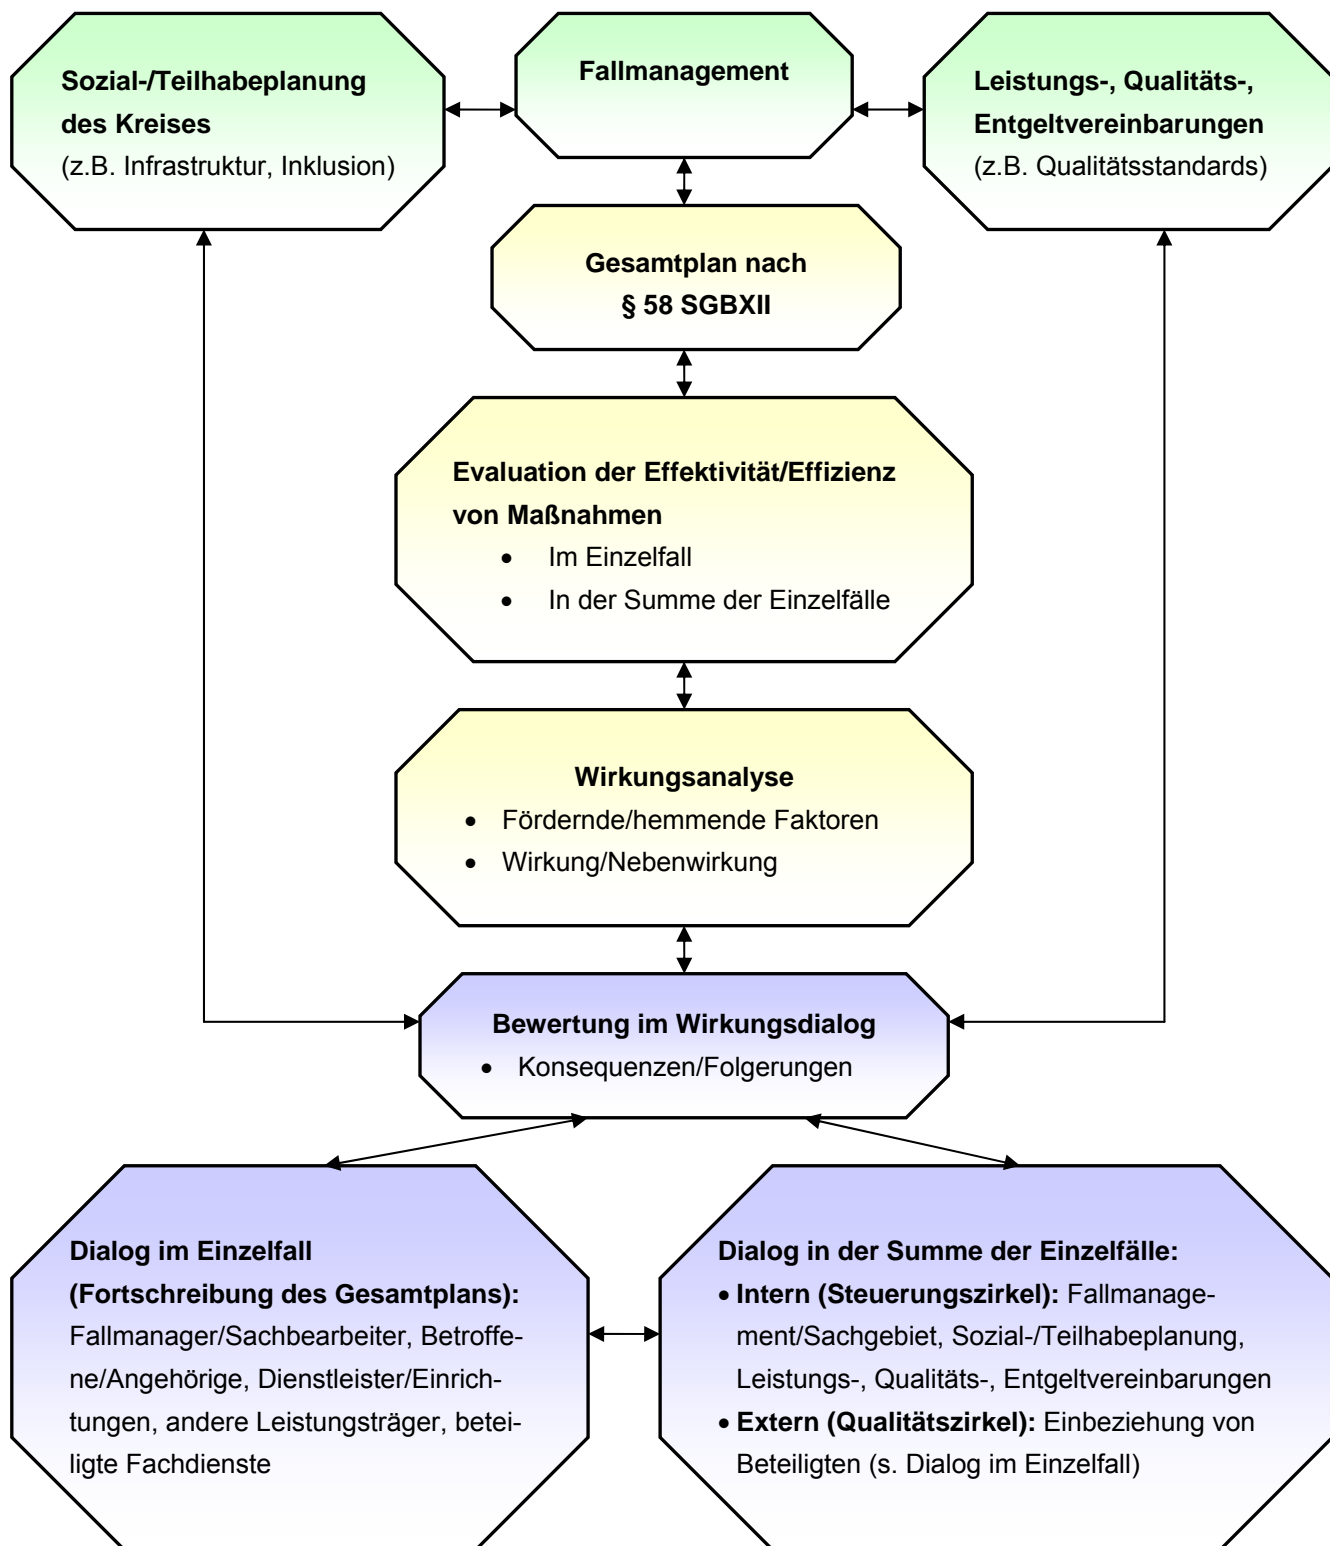 Sozial-/Teilhabeplanung
des Kreises
(z.B. Infrastruktur, Inklusion)
Fallmanagement
Leistungs-, Qualitäts-,
Entgeltvereinbarungen
(z.B. Qualitätsstandards)
Gesamtplan nach
§ 58 SGBXII
Evaluation der Effektivität/Effizienz
von Maßnahmen
• Im Einzelfall
• In der Summe der Einzelfälle
Wirkungsanalyse
• Fördernde/hemmende Faktoren
• Wirkung/Nebenwirkung
Bewertung im Wirkungsdialog
• Konsequenzen/Folgerungen
Dialog im Einzelfall
(Fortschreibung des Gesamtplans):
Fallmanager/Sachbearbeiter, Betroffe-
ne/Angehörige, Dienstleister/Einrich-
tungen, andere Leistungsträger, betei-
ligte Fachdienste
Dialog in der Summe der Einzelfälle:
• Intern (Steuerungszirkel): Fallmanage-
ment/Sachgebiet, Sozial-/Teilhabeplanung,
Leistungs-, Qualitäts-, Entgeltvereinbarungen
• Extern (Qualitätszirkel): Einbeziehung von
Beteiligten (s. Dialog im Einzelfall)